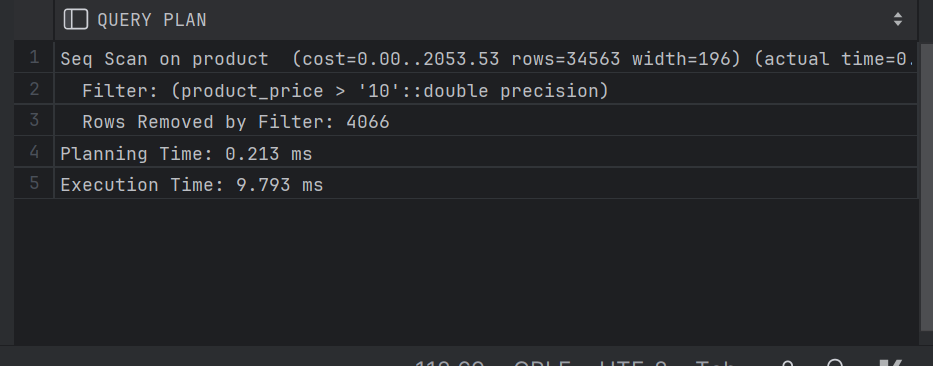 QUERY PLAN
1 Seq Scan on product  (cost=0.00..2053.53 rows=34563 width=196) (actual time=0.
2   Filter: (product_price > '10'::double precision)
3   Rows Removed by Filter: 4066
4 Planning Time: 0.213 ms
5 Execution Time: 9.793 ms